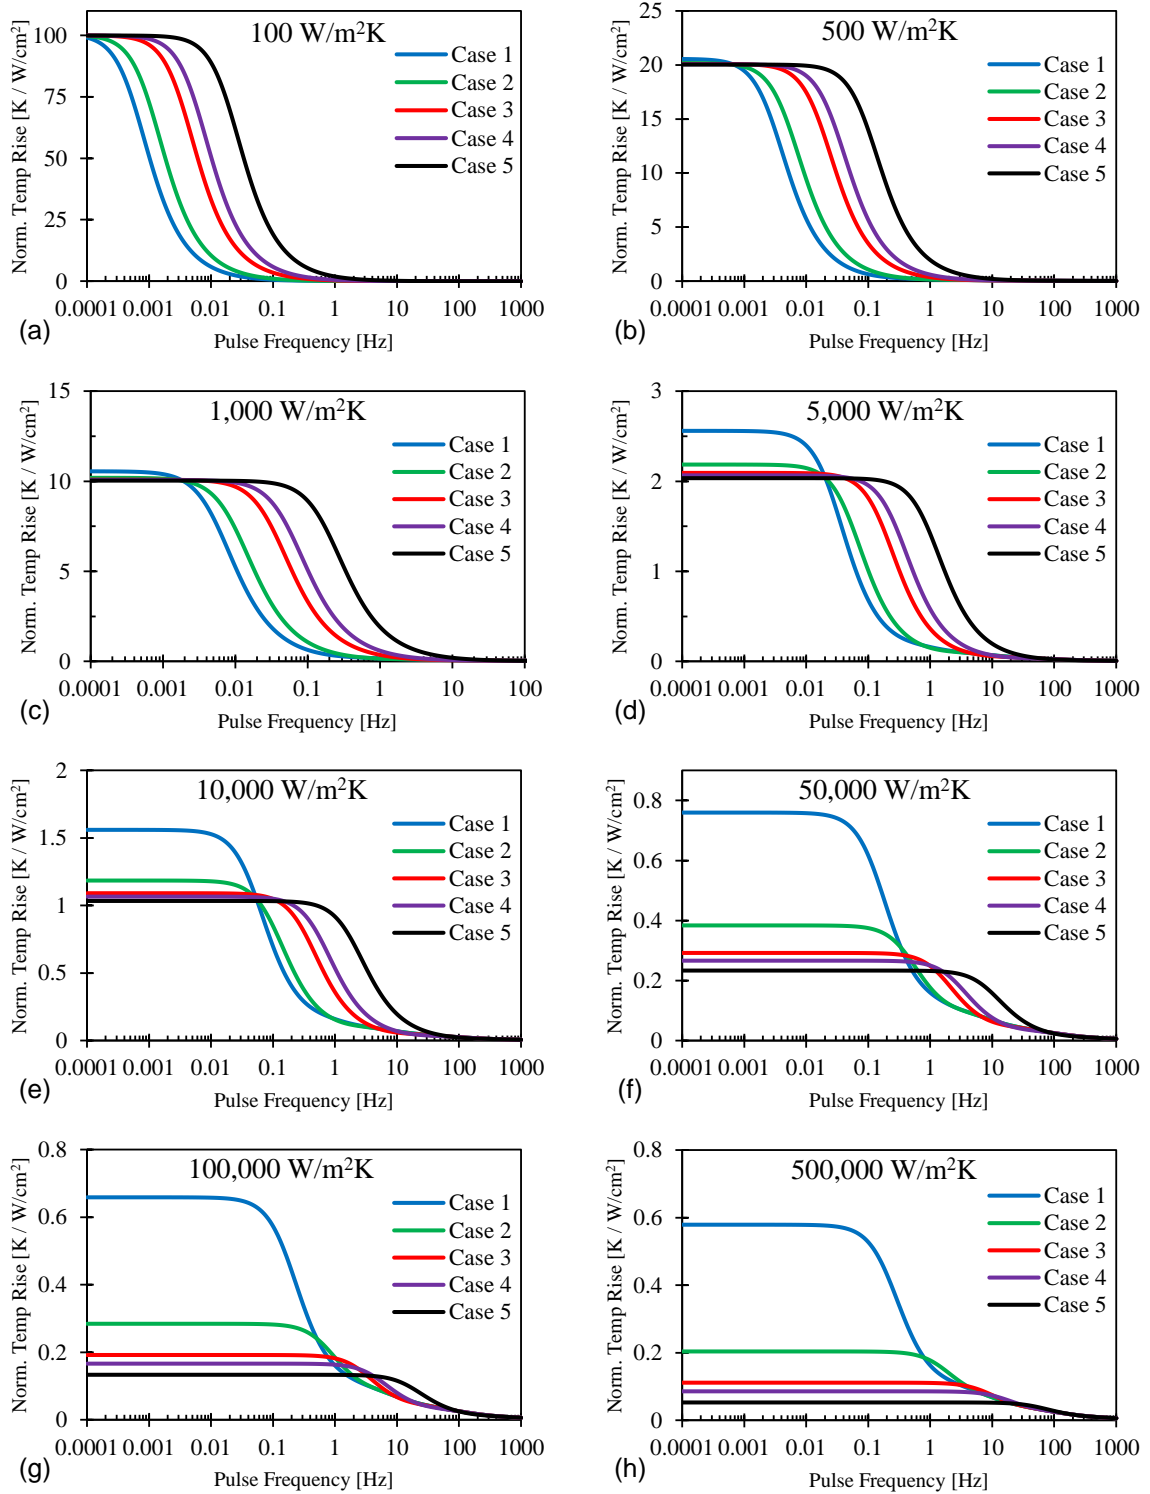 100 W/m²K
Norm. Temp Rise [K / W/cm²]
100
75
50
25
0
Case 1
Case 2
Case 3
Case 4
Case 5
0.0001 0.001 0.01 0.1 1 10 100 1000
Pulse Frequency [Hz]
(a)
500 W/m²K
Norm. Temp Rise [K / W/cm²]
25
20
15
10
5
0
Case 1
Case 2
Case 3
Case 4
Case 5
0.0001 0.001 0.01 0.1 1 10 100 1000
Pulse Frequency [Hz]
(b)
1,000 W/m²K
Norm. Temp Rise [K / W/cm²]
15
10
5
0
Case 1
Case 2
Case 3
Case 4
Case 5
0.0001 0.001 0.01 0.1 1 10 100
Pulse Frequency [Hz]
(c)
5,000 W/m²K
Norm. Temp Rise [K / W/cm²]
3
2
1
0
Case 1
Case 2
Case 3
Case 4
Case 5
0.0001 0.001 0.01 0.1 1 10 100 1000
Pulse Frequency [Hz]
(d)
10,000 W/m²K
Norm. Temp Rise [K / W/cm²]
2
1.5
1
0.5
0
Case 1
Case 2
Case 3
Case 4
Case 5
0.0001 0.001 0.01 0.1 1 10 100 1000
Pulse Frequency [Hz]
(e)
50,000 W/m²K
Norm. Temp Rise [K / W/cm²]
0.8
0.6
0.4
0.2
0
Case 1
Case 2
Case 3
Case 4
Case 5
0.0001 0.001 0.01 0.1 1 10 100 1000
Pulse Frequency [Hz]
(f)
100,000 W/m²K
Norm. Temp Rise [K / W/cm²]
0.8
0.6
0.4
0.2
0
Case 1
Case 2
Case 3
Case 4
Case 5
0.0001 0.001 0.01 0.1 1 10 100 1000
Pulse Frequency [Hz]
(g)
500,000 W/m²K
Norm. Temp Rise [K / W/cm²]
0.8
0.6
0.4
0.2
0
Case 1
Case 2
Case 3
Case 4
Case 5
0.0001 0.001 0.01 0.1 1 10 100 1000
Pulse Frequency [Hz]
(h)